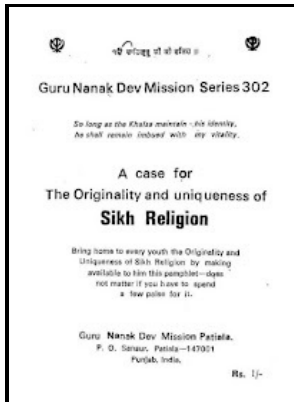 Guru Nanak Dev Mission Series 302
So long as the Khalsa maintain his identity,
he shall remain imbued with my vitality.
A case for
The Originality and uniqueness of
Sikh Religion
Bring home to every youth the Originality and
Uniqueness of Sikh Religion by making
available to him this pamphlet—does
not matter if you have to spend
a few paise for it.
Guru Nanak Dev Mission Patiala.
P. O. Sanaur, Patiala—147001
Punjab, India.
Rs. 1/-